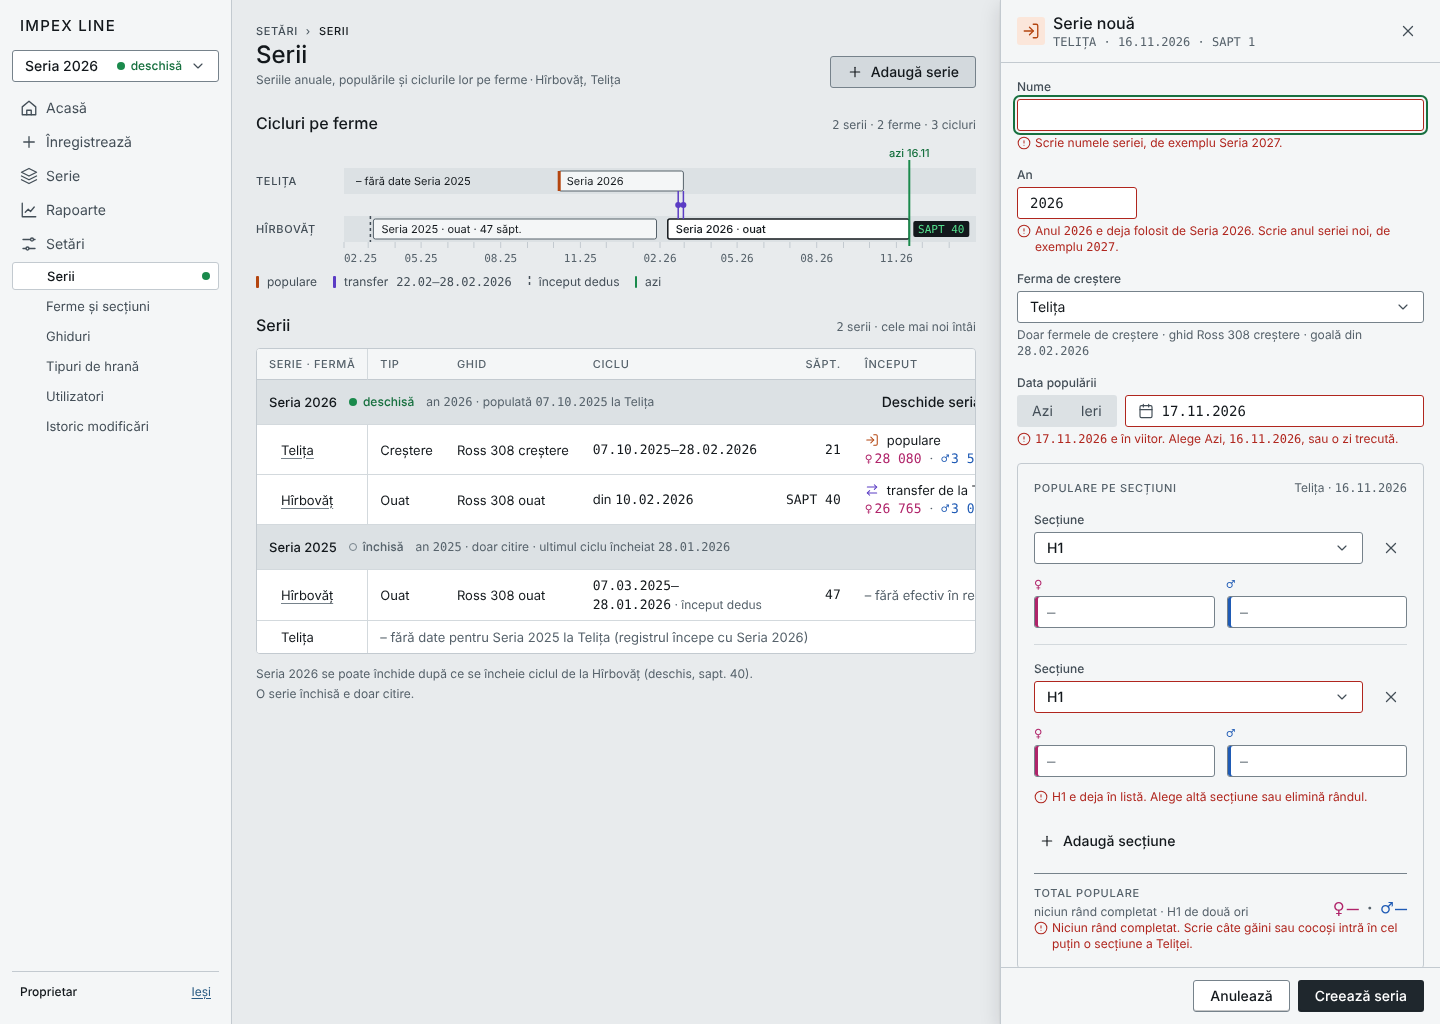 IMPEX LINE
Seria 2026 deschisă
Acasă
Înregistrează
Serie
Rapoarte
Setări
Serii
Ferme și secțiuni
Ghiduri
Tipuri de hrană
Utilizatori
Istoric modificări
Proprietar Ieși
SETĂRI › SERII
Serii
Seriile anuale, populările și ciclurile lor pe ferme · Hîrbovăț, Telița
Adaugă serie
Cicluri pe ferme 2 serii · 2 ferme · 3 cicluri
azi 16.11
TELIȚA – fără date Seria 2025 Seria 2026
HÎRBOVĂȚ Seria 2025 · ouat · 47 săpt. Seria 2026 · ouat SAPT 40
02.25 05.25 08.25 11.25 02.26 05.26 08.26 11.26
populare transfer 22.02–28.02.2026 început dedus azi
Serii 2 serii · cele mai noi întâi
SERIE · FERMĂ TIP GHID CICLU SĂPT. ÎNCEPUT
Seria 2026 deschisă an 2026 · populată 07.10.2025 la Telița Deschide seria
Telița Creștere Ross 308 creștere 07.10.2025–28.02.2026 21 populare
♀28 080 · ♂3 5
Hîrbovăț Ouat Ross 308 ouat din 10.02.2026 SAPT 40 transfer de la T
♀26 765 · ♂3 0
Seria 2025 închisă an 2025 · doar citire · ultimul ciclu încheiat 28.01.2026
Hîrbovăț Ouat Ross 308 ouat 07.03.2025–
28.01.2026 · început dedus 47 – fără efectiv în re
Telița – fără date pentru Seria 2025 la Telița (registrul începe cu Seria 2026)
Seria 2026 se poate închide după ce se încheie ciclul de la Hîrbovăț (deschis, sapt. 40).
O serie închisă e doar citire.
Serie nouă
TELIȚA · 16.11.2026 · SAPT 1
Nume
Scrie numele seriei, de exemplu Seria 2027.
An
2026
Anul 2026 e deja folosit de Seria 2026. Scrie anul seriei noi, de
exemplu 2027.
Ferma de creștere
Telița
Doar fermele de creștere · ghid Ross 308 creștere · goală din
28.02.2026
Data populării
Azi Ieri 17.11.2026
17.11.2026 e în viitor. Alege Azi, 16.11.2026, sau o zi trecută.
POPULARE PE SECȚIUNI Telița · 16.11.2026
Secțiune
H1
♀ ♂
– –
Secțiune
H1
♀ ♂
– –
H1 e deja în listă. Alege altă secțiune sau elimină rândul.
Adaugă secțiune
TOTAL POPULARE
niciun rând completat · H1 de două ori ♀– · ♂–
Niciun rând completat. Scrie câte găini sau cocoși intră în cel
puțin o secțiune a Teliței.
Anulează Creează seria